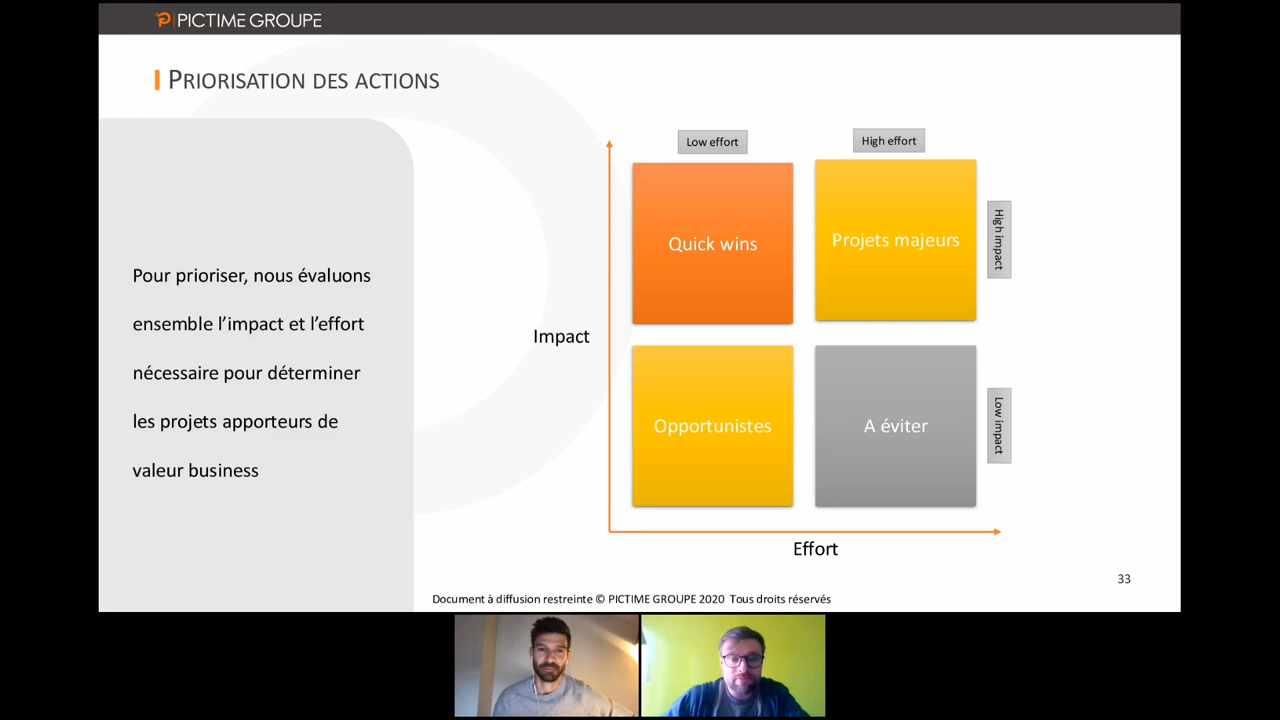 PICTIME GROUPE
PRIORISATION DES ACTIONS
Pour prioriser, nous évaluons
ensemble l'impact et l'effort
nécessaire pour déterminer
les projets apporteurs de
valeur business
Low effort
High effort
Quick wins
Projets majeurs
High impact
Impact
Opportunistes
A éviter
Low impact
Effort
33
Document à diffusion restreinte © PICTIME GROUPE 2020 Tous droits réservés